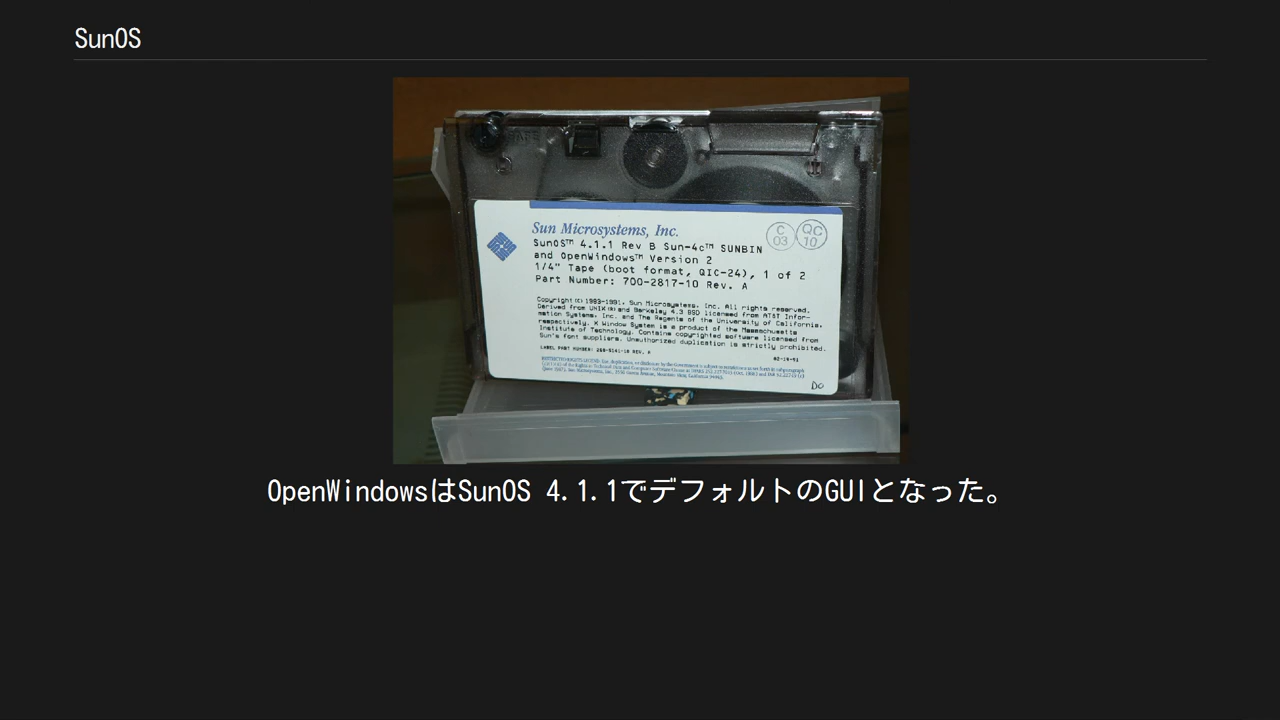 SunOS
Sun Microsystems, Inc.
C 03
QC 10
SunOS™ 4.1.1 Rev B Sun-4c™ SUNBIN
and OpenWindows™ Version 2
1/4" Tape (boot format, QIC-24), 1 of 2
Part Number: 700-2817-10 Rev. A
Copyright (c) 1983-1991, Sun Microsystems, Inc. All rights reserved.
Derived from UNIX (R) and Berkeley 4.3 BSD licensed from AT&T Infor-
mation Systems, Inc. and The Regents of the University of California,
respectively. X Window System is a product of the Massachusetts
Institute of Technology. Contains copyrighted software licensed from
Sun's font suppliers. Unauthorized duplication is strictly prohibited.
LABEL PART NUMBER:
REV. A
DO
OpenWindowsはSunOS 4.1.1でデフォルトのGUIとなった。